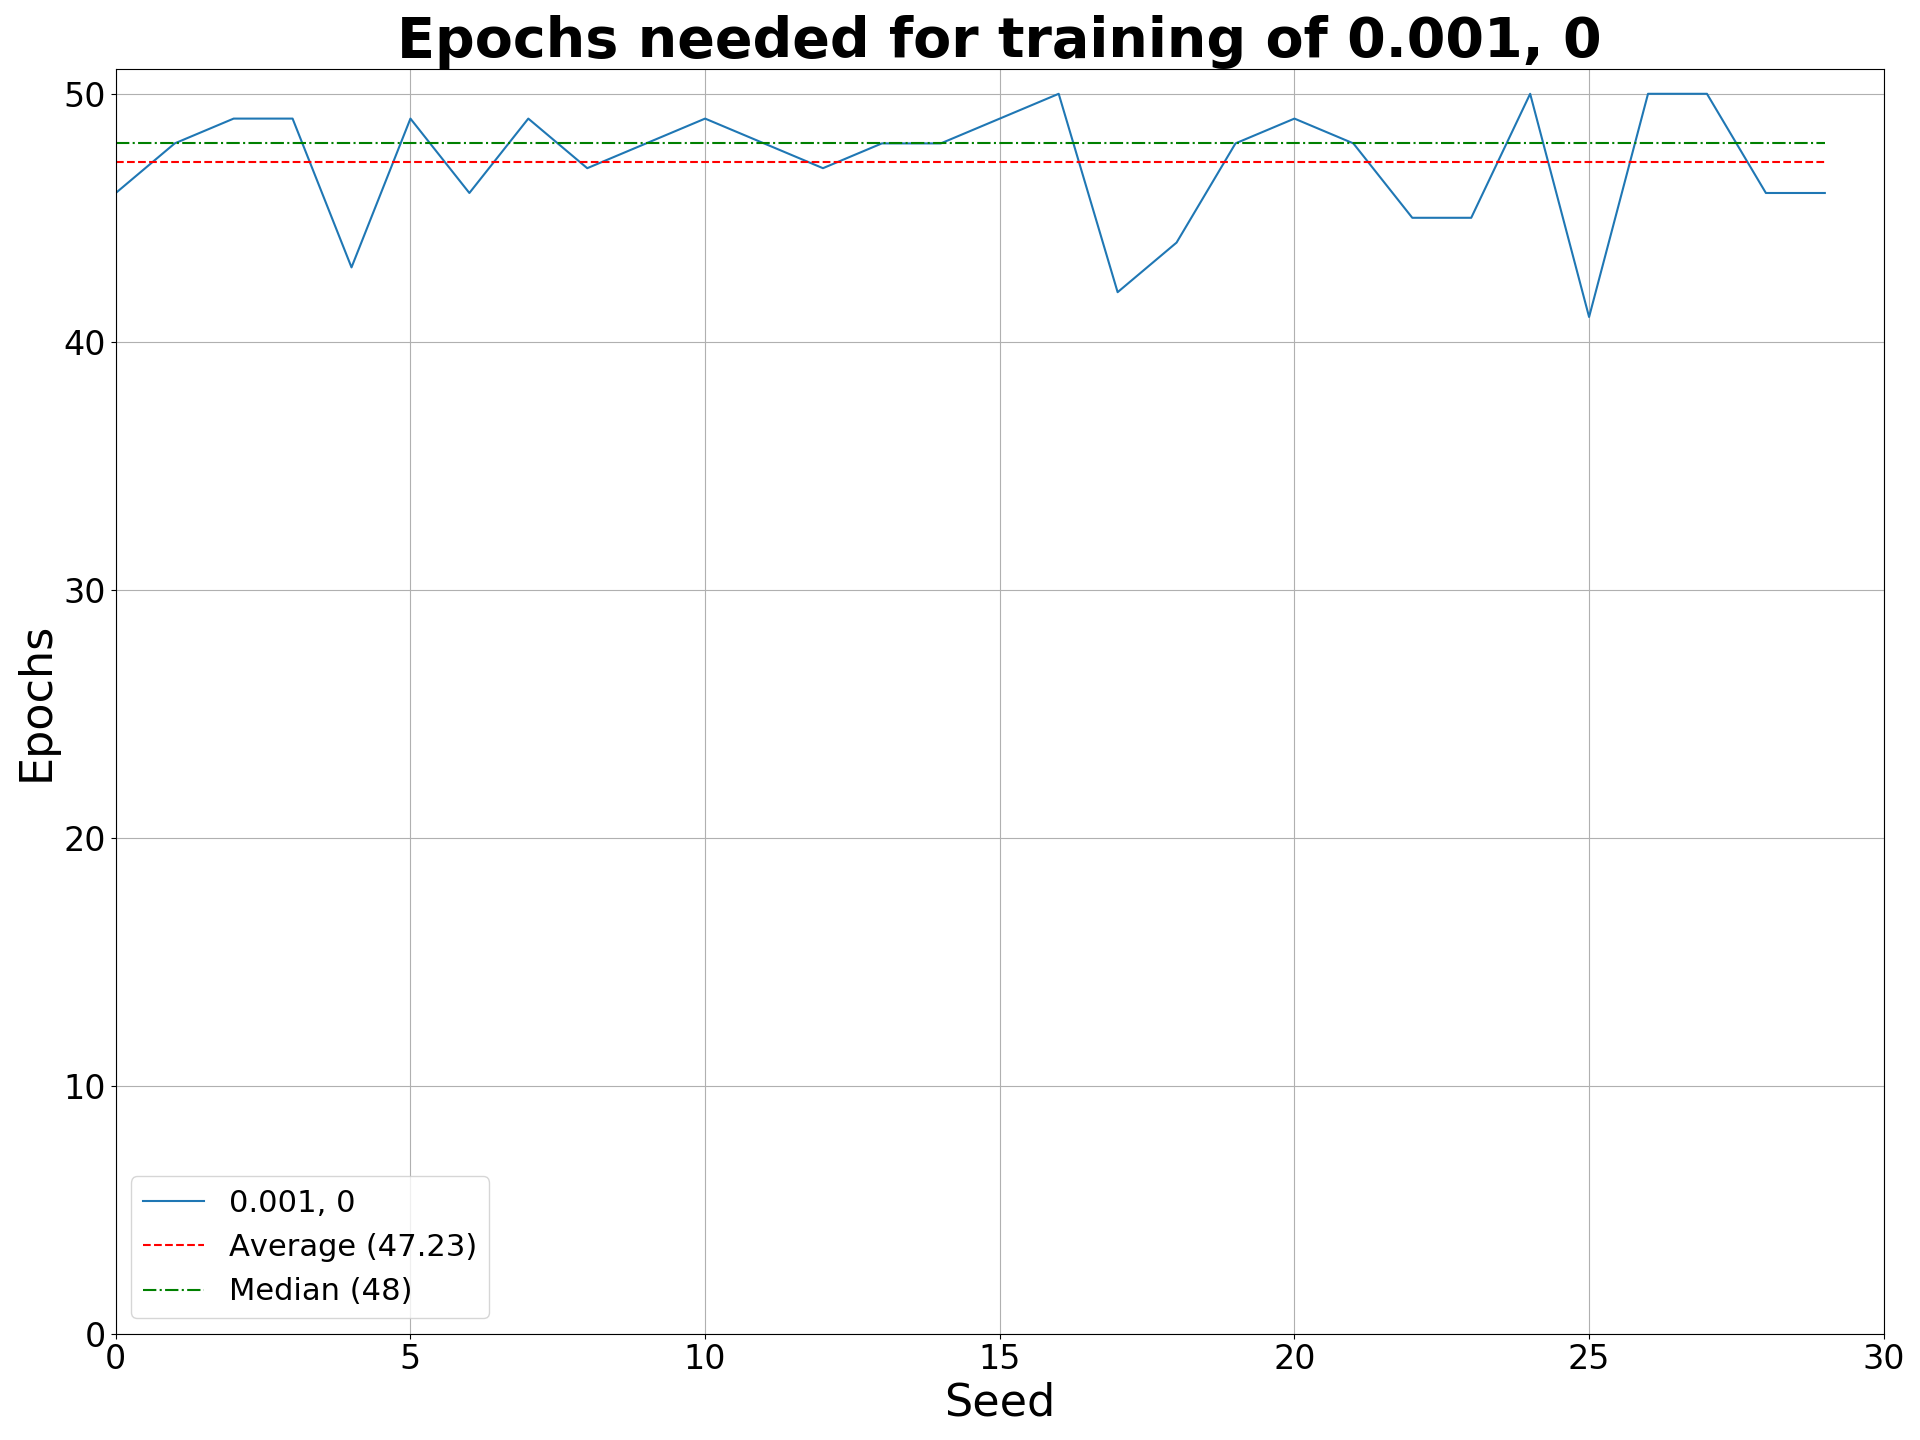 Epochs needed for training of 0.001, 0
50
40
30
20
10
0
Epochs
0.001, 0
Average (47.23)
Median (48)
0 5 10 15 20 25 30
Seed